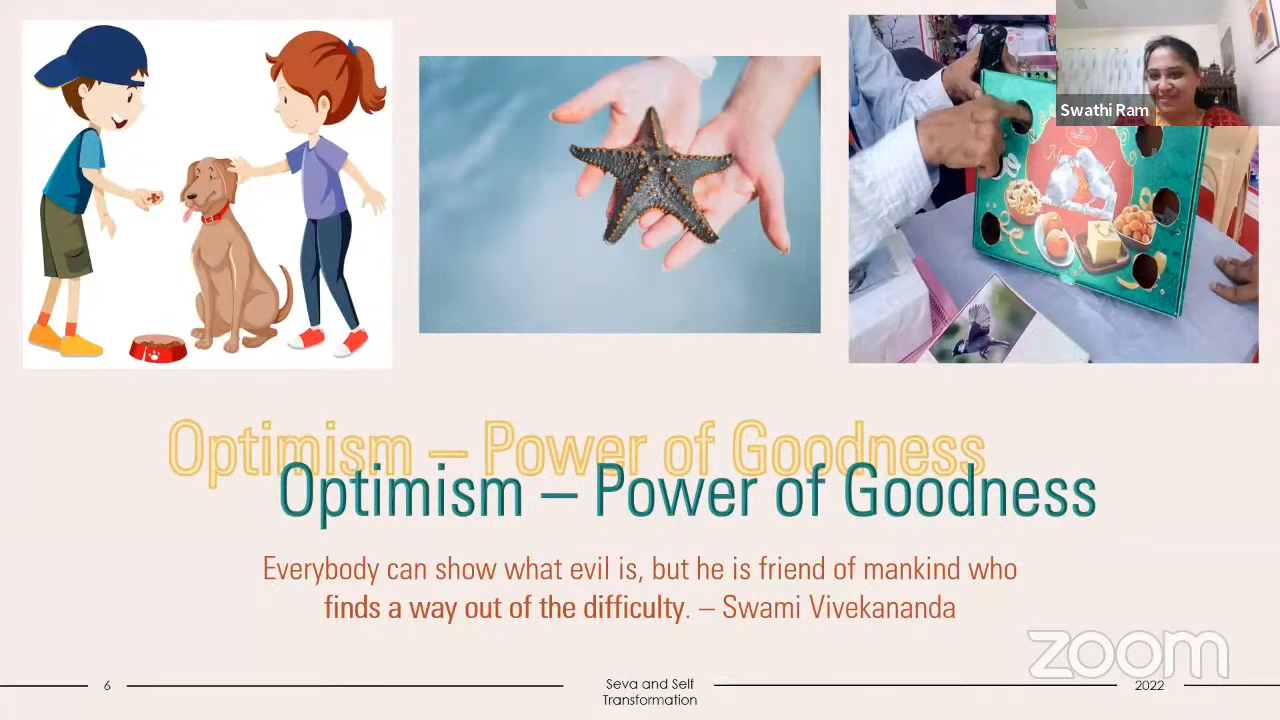 Swathi Ram
Optimism – Power of Goodness
Optimism – Power of Goodness
Everybody can show what evil is, but he is friend of mankind who
finds a way out of the difficulty. – Swami Vivekananda
zoom
6
Seva and Self
Transformation
2022